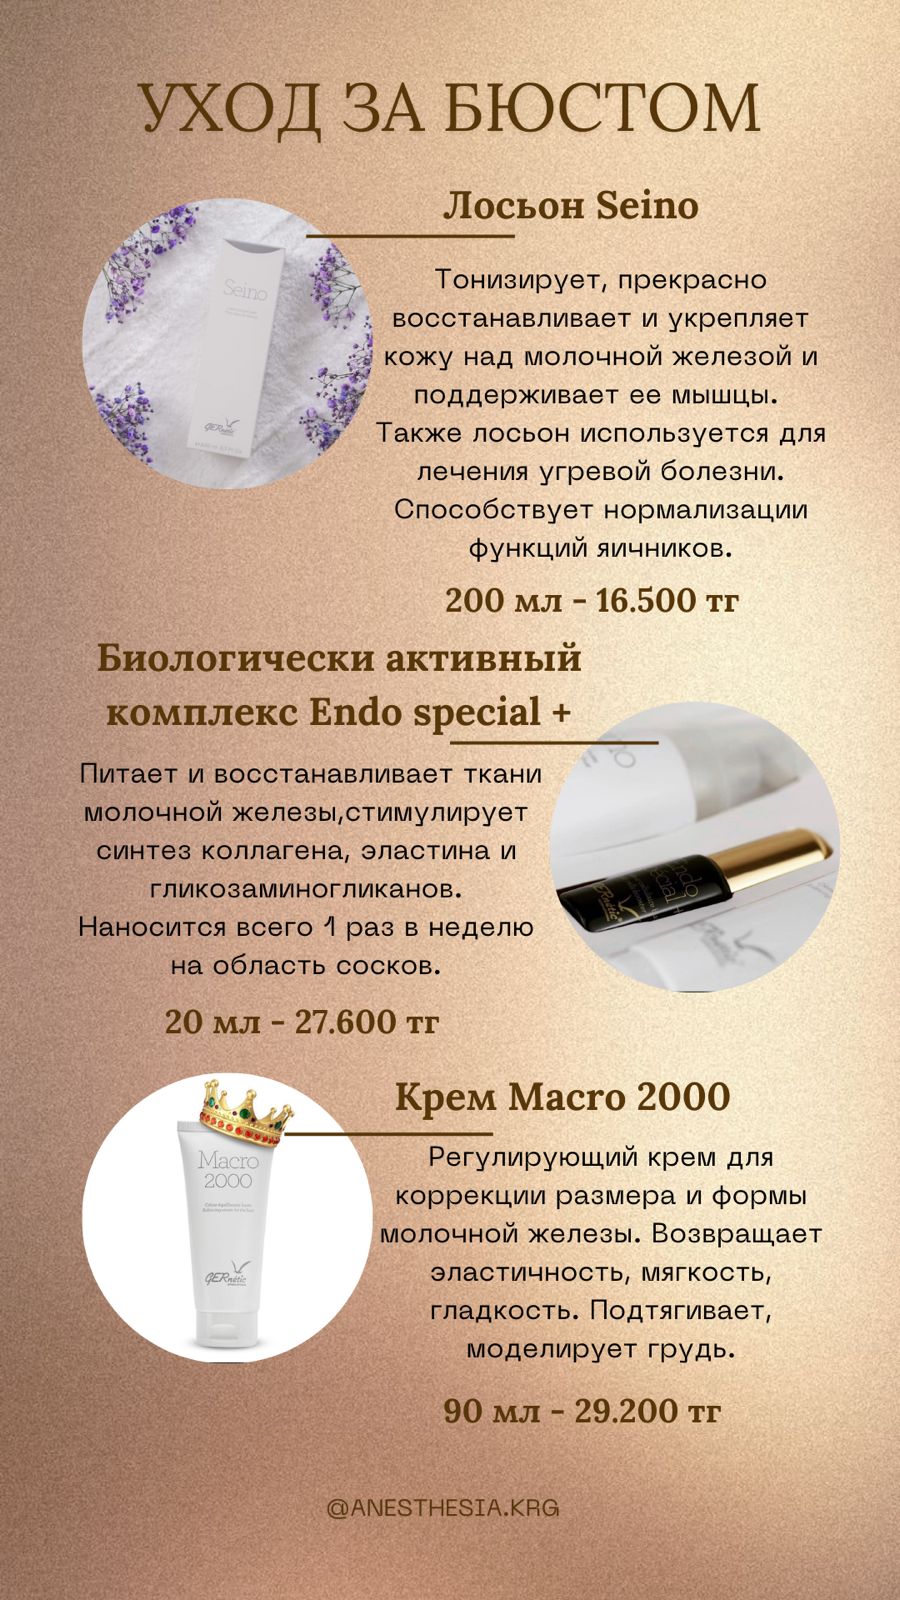 УХОД ЗА БЮСТОМ
Лосьон Seino
Seino
GERnétic
Тонизирует, прекрасно
восстанавливает и укрепляет
кожу над молочной железой и
поддерживает ее мышцы.
Также лосьон используется для
лечения угревой болезни.
Способствует нормализации
функций яичников.
200 мл - 16.500 тг
Биологически активный
комплекс Endo special +
Питает и восстанавливает ткани
молочной железы,стимулирует
синтез коллагена, эластина и
гликозаминогликанов.
Наносится всего 1 раз в неделю
на область сосков.
20 мл - 27.600 тг
Крем Macro 2000
Macro
2000
GERnétic
Регулирующий крем для
коррекции размера и формы
молочной железы. Возвращает
эластичность, мягкость,
гладкость. Подтягивает,
моделирует грудь.
90 мл - 29.200 тг
@ANESTHESIA.KRG